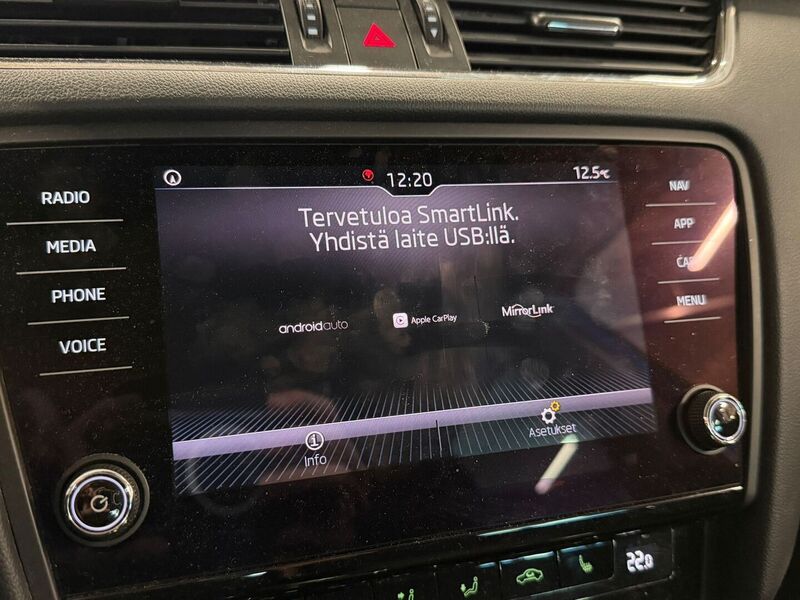 12:20
12.5°C
RADIO
MEDIA
PHONE
VOICE
Tervetuloa SmartLink.
Yhdistä laite USB:llä.
androidauto
Apple CarPlay
MirrorLink
Info
Asetukset
NAV
APP
CAR
MENU
22.0